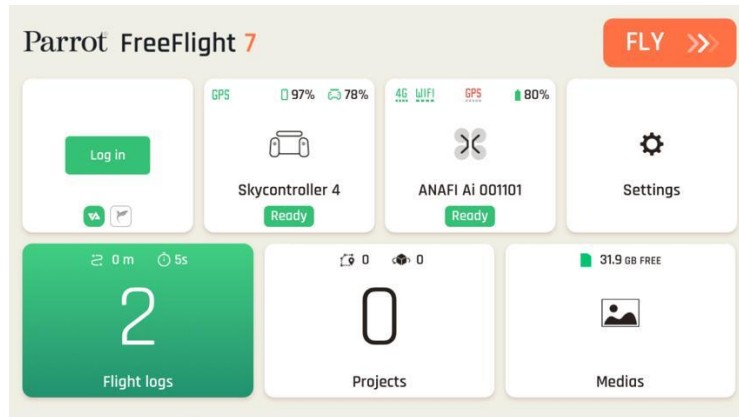 Parrot FreeFlight 7
FLY
Log in
GPS 97% 78%
Skycontroller 4
Ready
4G WIFI GPS 80%
ANAFI Ai 001101
Ready
Settings
0 m 5s
2
Flight logs
0 0
0
Projects
31.9 GB FREE
Medias